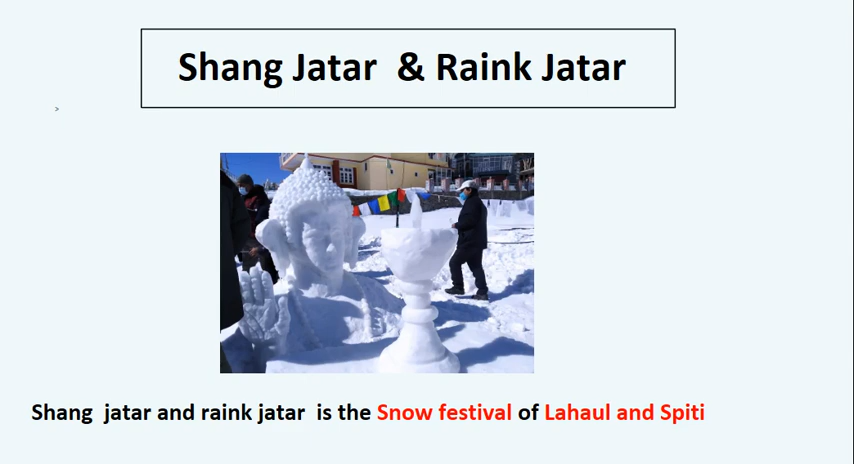 Shang Jatar & Raink Jatar
>
Shang jatar and raink jatar is the Snow festival of Lahaul and Spiti